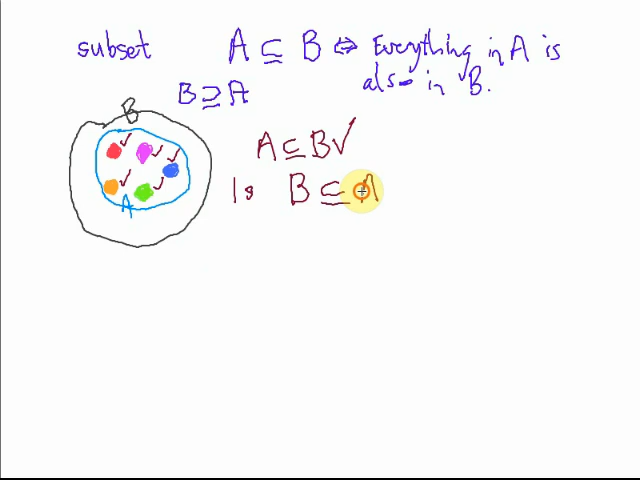 subset A ⊆ B ⇔ Everything in A is
also in B.
B ⊇ A
B
A ⊆ B ✓
Is B ⊆ A
A